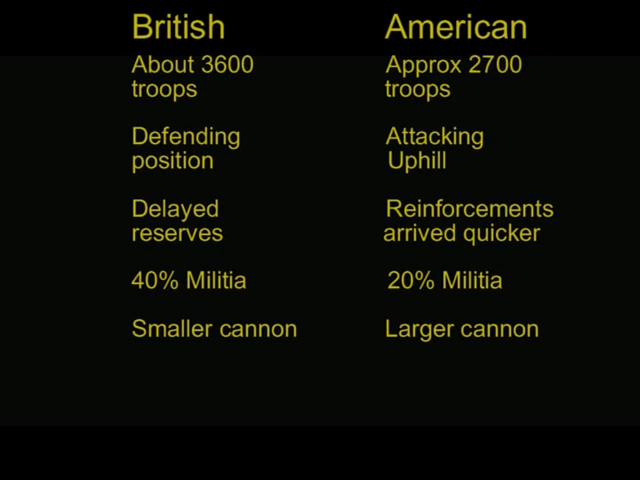 British
About 3600
troops
Defending
position
Delayed
reserves
40% Militia
Smaller cannon
American
Approx 2700
troops
Attacking
Uphill
Reinforcements
arrived quicker
20% Militia
Larger cannon